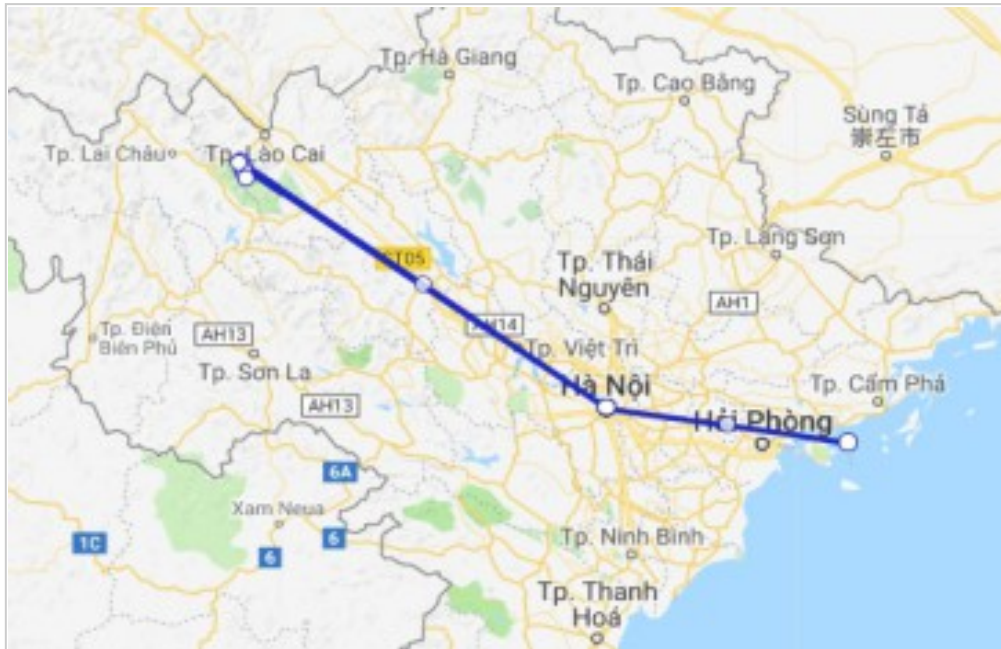 Tp. Hà Giang
Tp. Cao Bằng
Sùng Tả
崇左市
Tp. Lai Châu
Tp. Lào Cai
Tp. Lạng Sơn
CT05
Tp. Thái
Nguyên
AH1
AH14
Tp. Điện
Biên Phủ
AH13
Tp. Việt Trì
Tp. Sơn La
Hà Nội
Tp. Cẩm Phả
AH13
Hải Phòng
6A
Xam Neua
1C
6
6
Tp. Ninh Bình
Tp. Thanh
Hoá